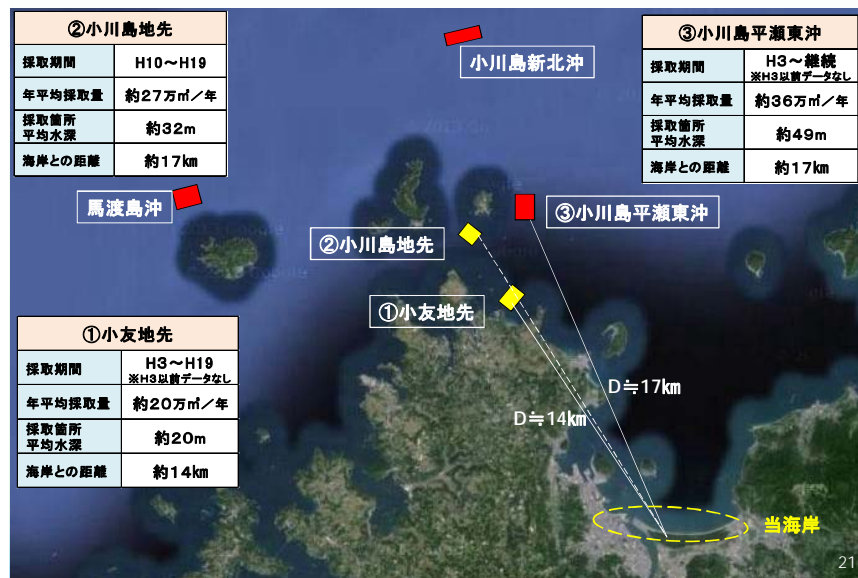 ②小川島地先
採取期間 H10～H19
年平均採取量 約27万㎥／年
採取箇所
平均水深 約32m
海岸との距離 約17㎞
小川島新北沖
③小川島平瀬東沖
採取期間 H3～継続
※H3以前データなし
年平均採取量 約36万㎥／年
採取箇所
平均水深 約49m
海岸との距離 約17㎞
馬渡島沖
②小川島地先
③小川島平瀬東沖
①小友地先
①小友地先
採取期間 H3～H19
※H3以前データなし
年平均採取量 約20万㎥／年
採取箇所
平均水深 約20m
海岸との距離 約14㎞
D≒17㎞
D≒14㎞
当海岸
21